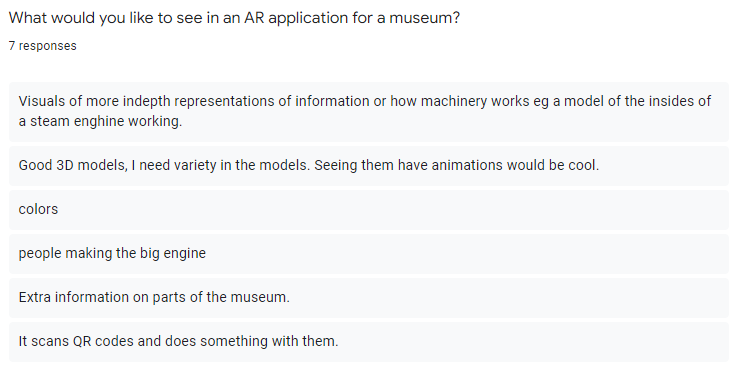 What would you like to see in an AR application for a museum?
7 responses
Visuals of more indepth representations of information or how machinery works eg a model of the insides of
a steam enghine working.
Good 3D models, I need variety in the models. Seeing them have animations would be cool.
colors
people making the big engine
Extra information on parts of the museum.
It scans QR codes and does something with them.